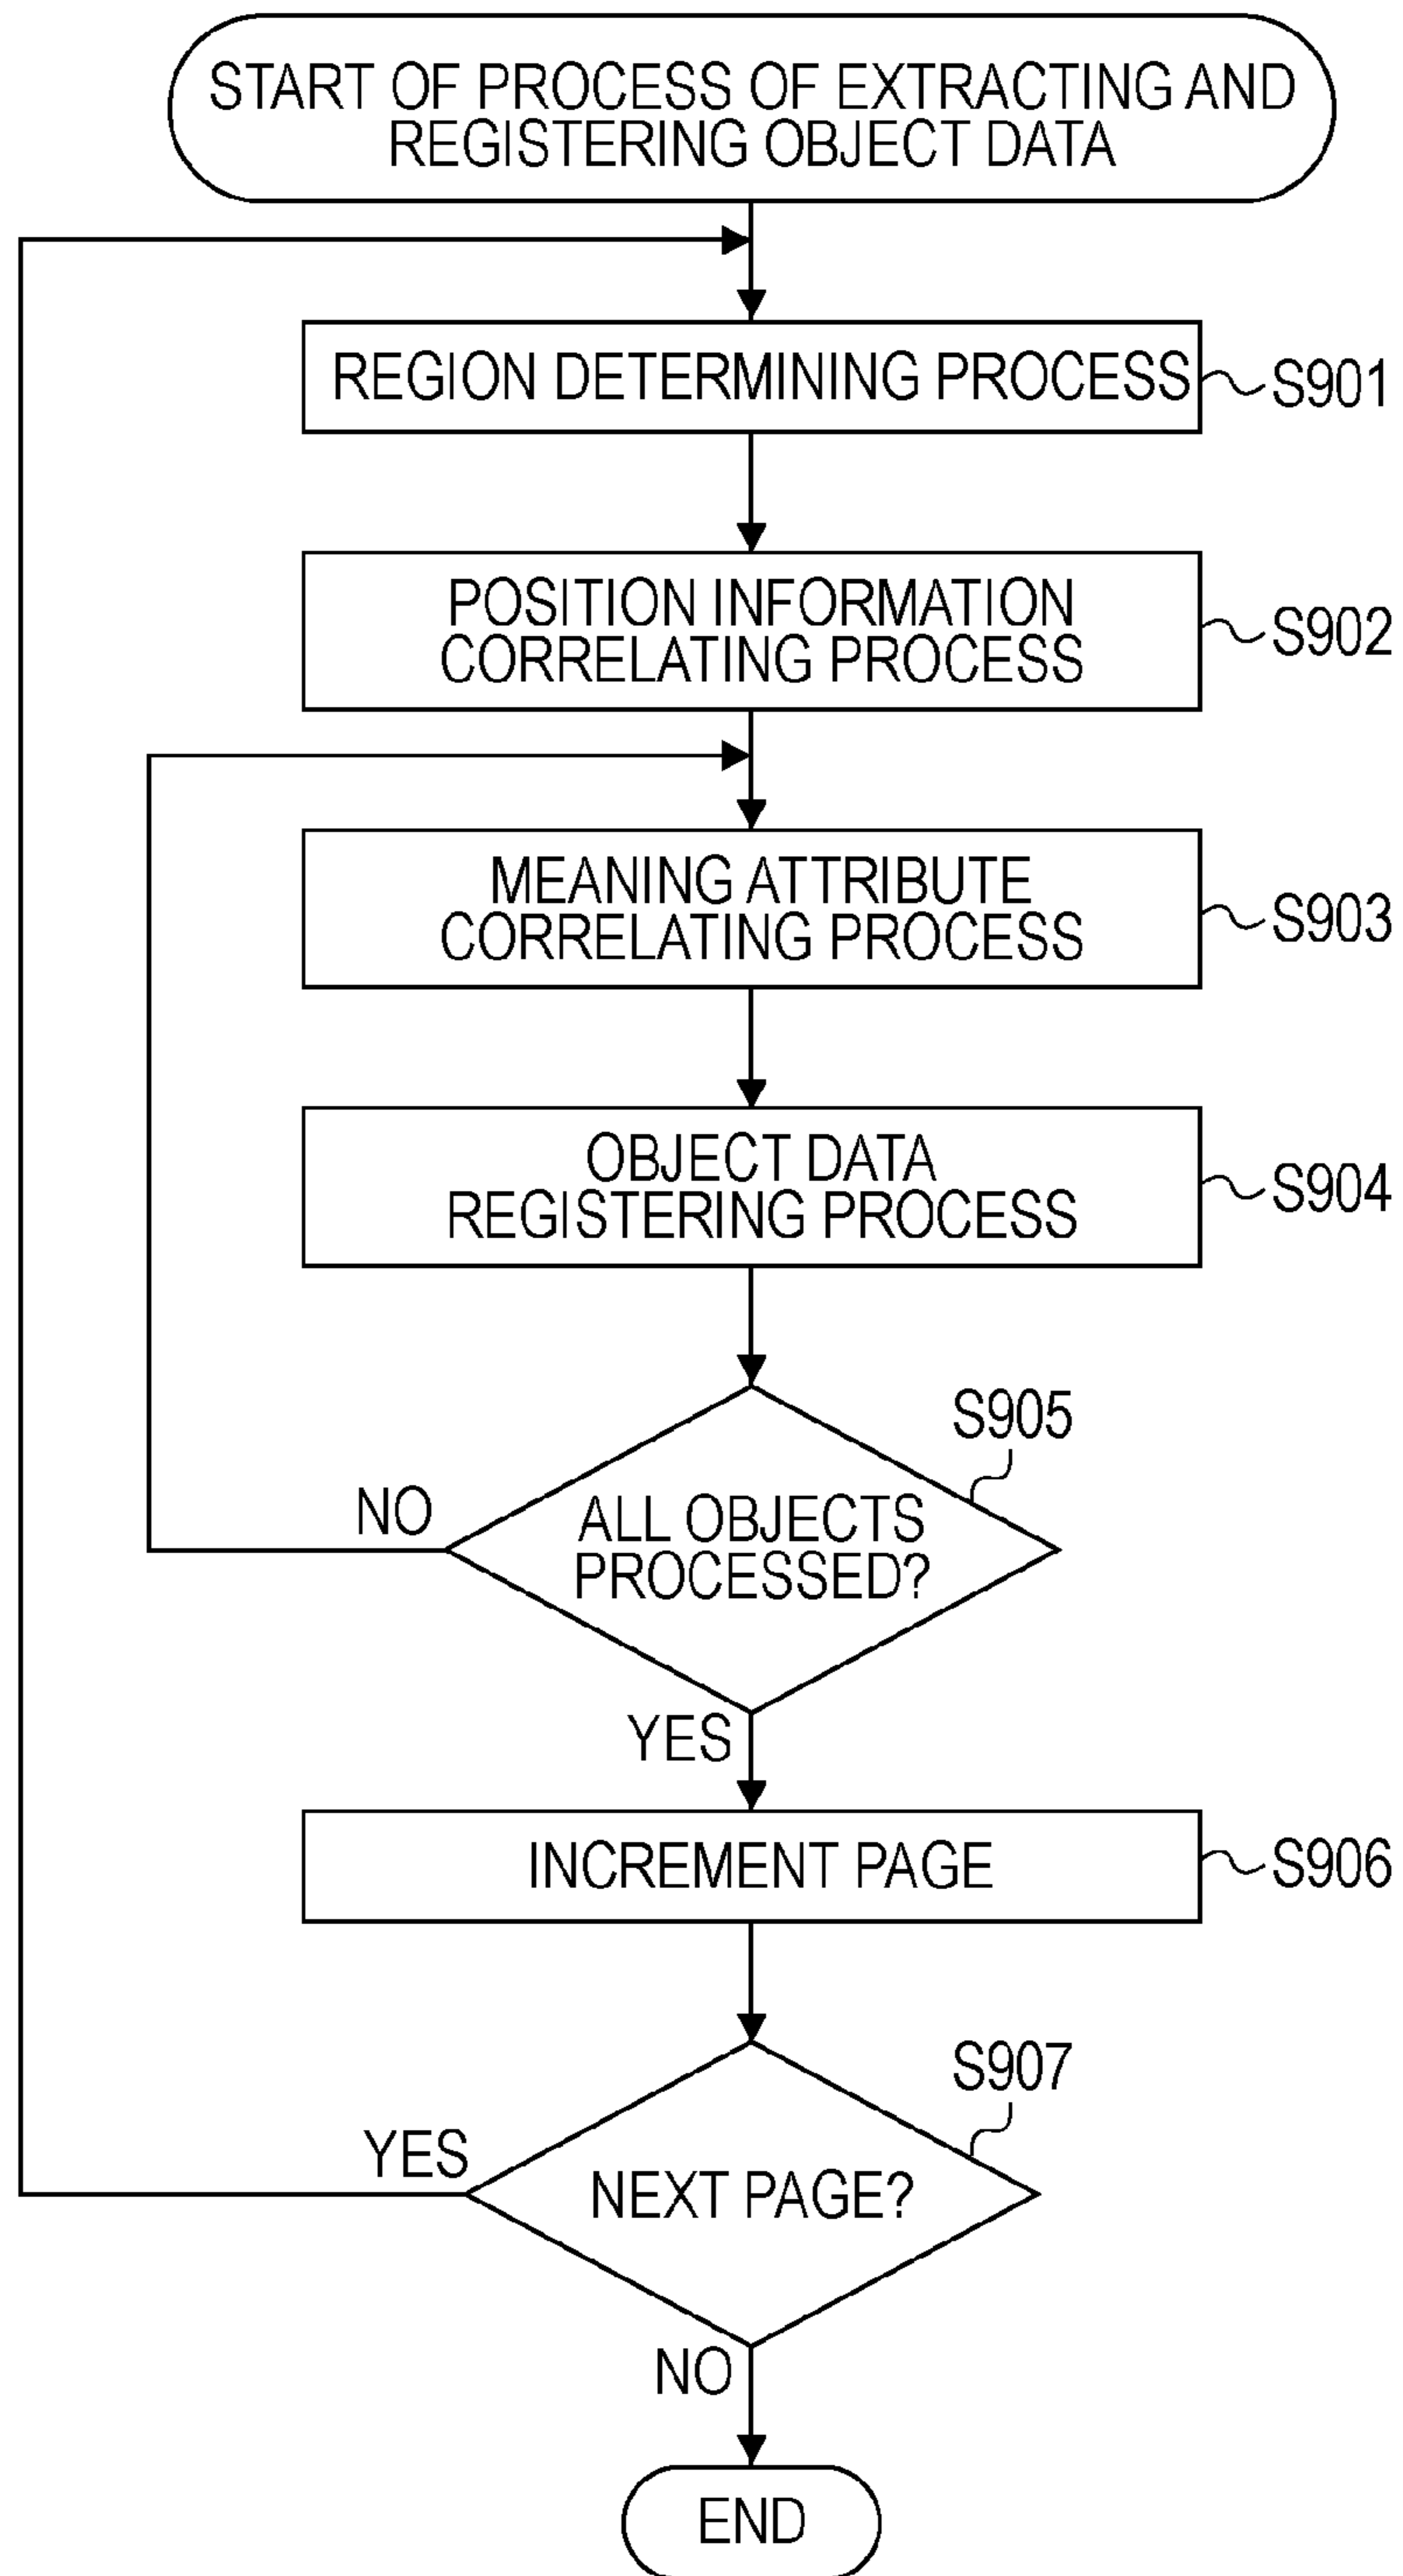 START OF PROCESS OF EXTRACTING AND
REGISTERING OBJECT DATA
REGION DETERMINING PROCESS
S901
POSITION INFORMATION
CORRELATING PROCESS
S902
MEANING ATTRIBUTE
CORRELATING PROCESS
S903
OBJECT DATA
REGISTERING PROCESS
S904
S905
NO
ALL OBJECTS
PROCESSED?
YES
INCREMENT PAGE
S906
S907
YES
NEXT PAGE?
NO
END